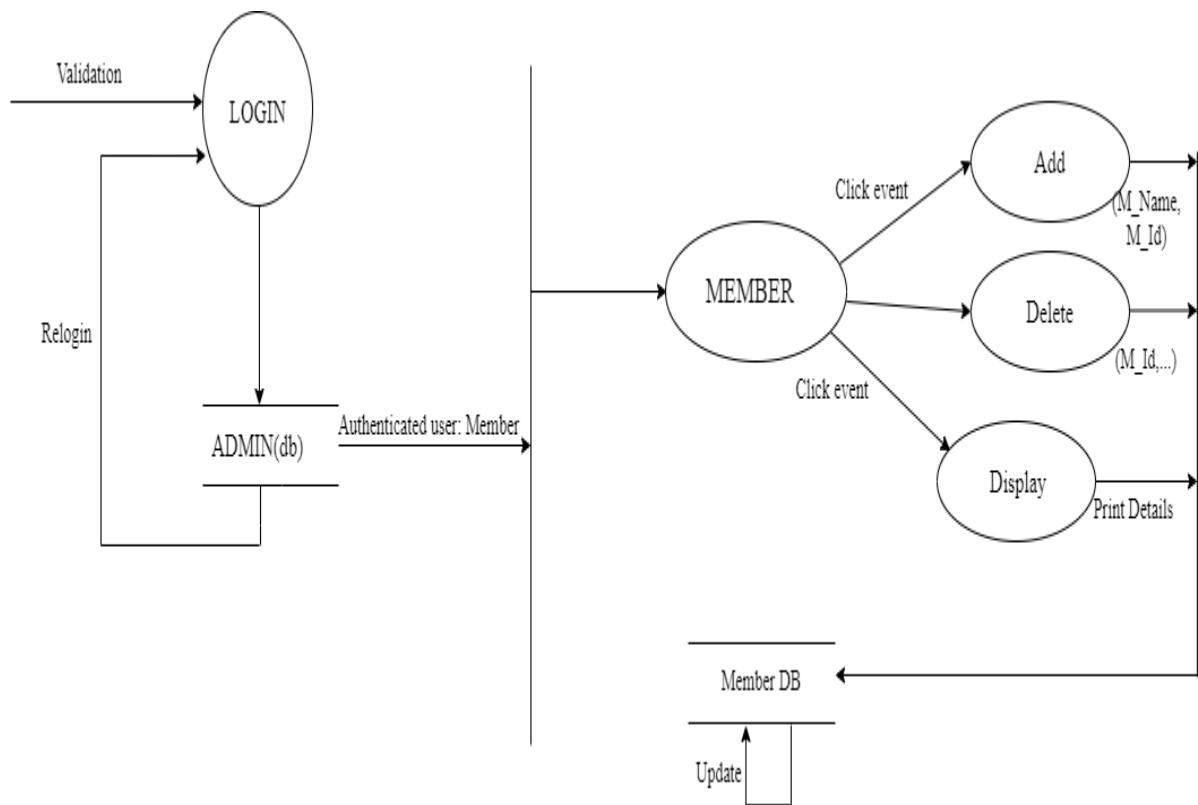 Validation
LOGIN
Relogin
ADMIN(db)
Authenticated user: Member
MEMBER
Click event
Click event
Add
(M_Name,
M_Id)
Delete
(M_Id,...)
Display
Print Details
Member DB
Update